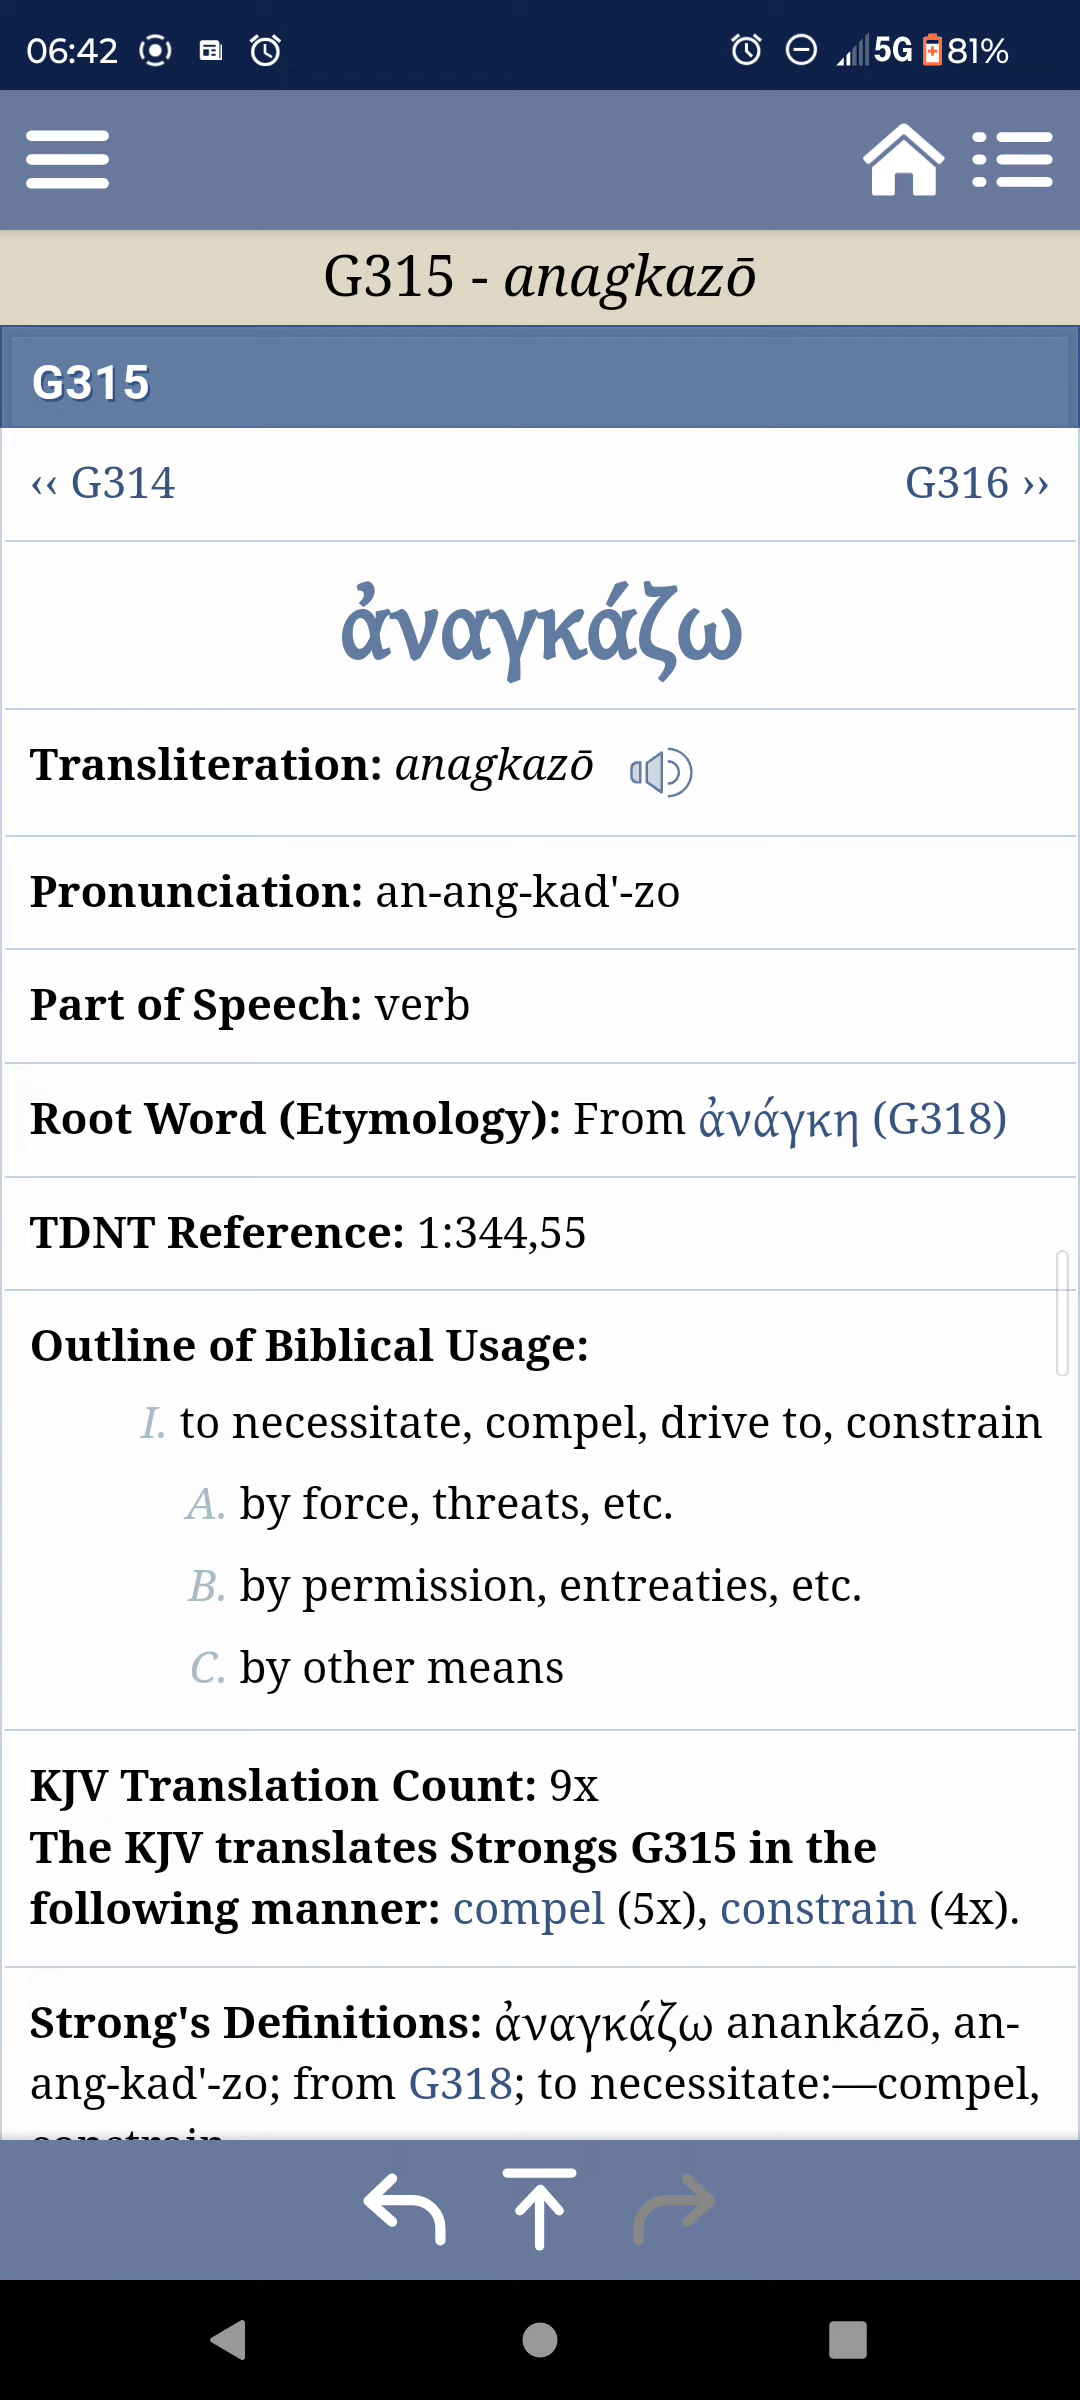 06:42 5G 81%
G315 - anagkazō
G315
‹‹ G314 G316 ››
ἀναγκάζω
Transliteration: anagkazō
Pronunciation: an-ang-kad'-zo
Part of Speech: verb
Root Word (Etymology): From ἀνάγκη (G318)
TDNT Reference: 1:344,55
Outline of Biblical Usage:
I. to necessitate, compel, drive to, constrain
A. by force, threats, etc.
B. by permission, entreaties, etc.
C. by other means
KJV Translation Count: 9x
The KJV translates Strongs G315 in the
following manner: compel (5x), constrain (4x).
Strong's Definitions: ἀναγκάζω anankázō, an-
ang-kad'-zo; from G318; to necessitate:—compel,